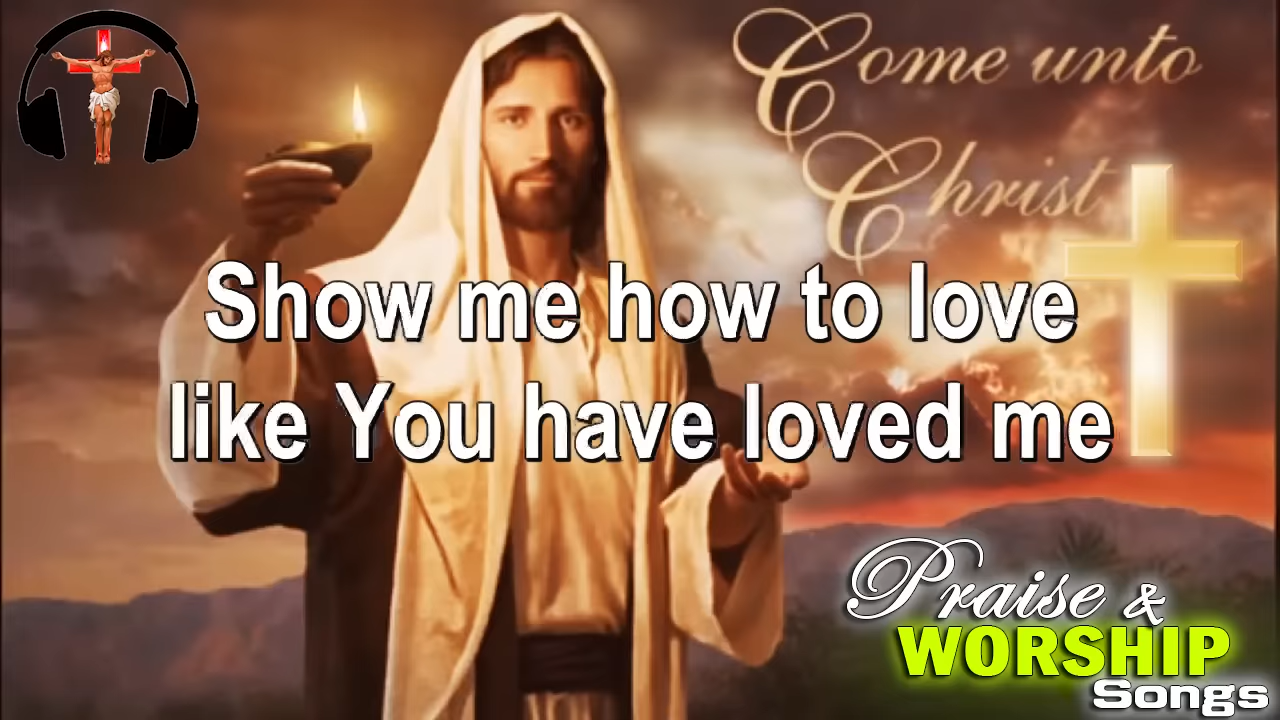 Come unto
Christ
Show me how to love
like You have loved me
Praise &
WORSHIP
Songs